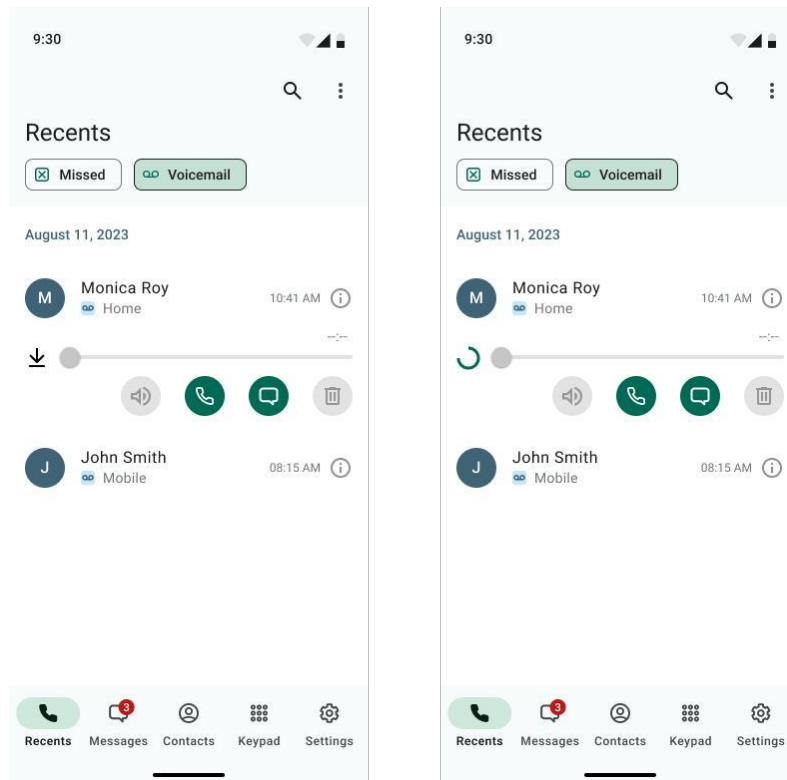 9:30
Recents
Missed Voicemail
August 11, 2023
M Monica Roy 10:41 AM
Home
--:--
J John Smith 08:15 AM
Mobile
3
Recents Messages Contacts Keypad Settings
9:30
Recents
Missed Voicemail
August 11, 2023
M Monica Roy 10:41 AM
Home
--:--
J John Smith 08:15 AM
Mobile
3
Recents Messages Contacts Keypad Settings